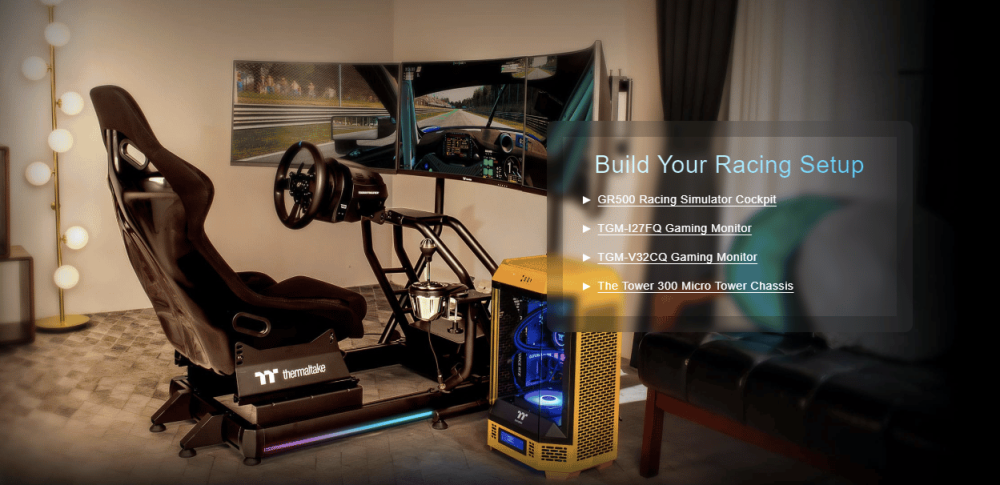 Build Your Racing Setup
GR500 Racing Simulator Cockpit
TGM-I27FQ Gaming Monitor
TGM-V32CQ Gaming Monitor
The Tower 300 Micro Tower Chassis
thermaltake